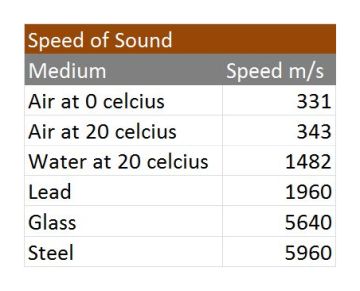 Speed of Sound
Medium Speed m/s
Air at 0 celcius 331
Air at 20 celcius 343
Water at 20 celcius 1482
Lead 1960
Glass 5640
Steel 5960